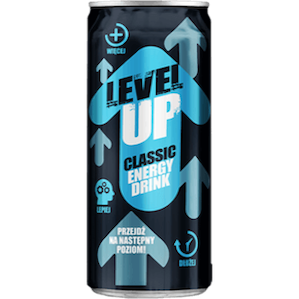 WIĘCEJ
LEVEL
UP
CLASSIC
ENERGY
DRINK
LEPIEJ
PRZEJDŹ
NA NASTĘPNY
POZIOM!
DŁUŻEJ